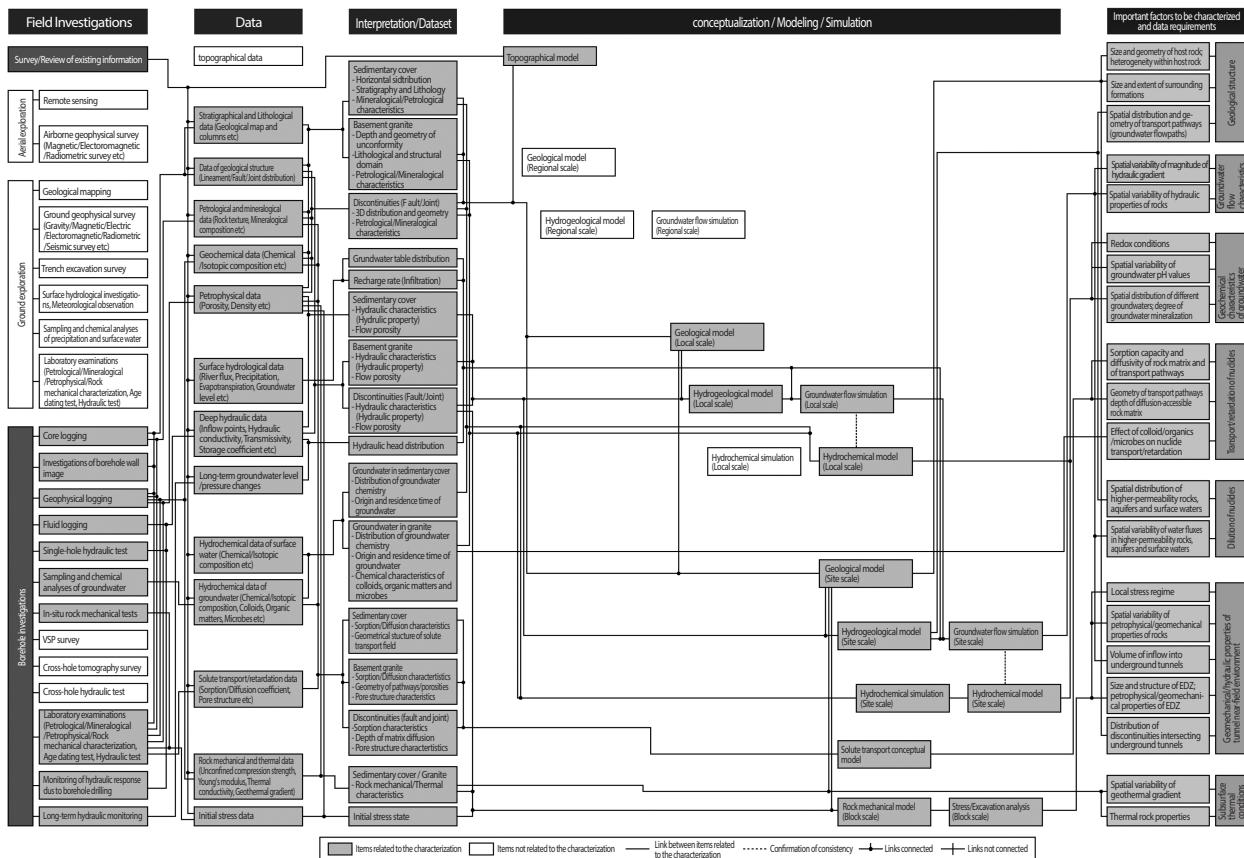 Field Investigations
Data
Interpretation/Dataset
conceptualization / Modeling / Simulation
Important factors to be characterized
and data requirements
Survey/Review of existing information
Aerial exploration
Remote sensing
Airborne geophysical survey
(Magnetic/Electoromagnetic
/Radiometric survey etc)
Ground exploration
Geological mapping
Ground geophysical survey
(Gravity/Magnetic/Electric
/Electoromagnetic/Radiometric
/Seismic survey etc)
Trench excavation survey
Surface hydrological investigatio-
ns, Meteorological observation
Sampling and chemical analyses
of precipitation and surface water
Laboratory examinations
(Petrological/Mineralogical
/Petrophysical/Rock
mechanical characterization, Age
dating test, Hydraulic test)
Borehole investigations
Core logging
Investigations of borehole wall
image
Geophysical logging
Fluid logging
Single-hole hydraulic test
Sampling and chemical
analyses of groundwater
In-situ rock mechanical tests
VSP survey
Cross-hole tomography survey
Cross-hole hydraulic test
Laboratory examinations
(Petrological/Mineralogical
/Petrophysical/Rock
mechanical characterization,
Age dating test, Hydraulic test)
Monitoring of hydraulic response
due to borehole drilling
Long-term hydraulic monitoring
topographical data
Stratigraphical and Lithological
data (Geological map and
columns etc)
Data of geological structure
(Lineament/Fault/Joint distribution)
Petrological and mineralogical
data (Rock texture, Mineralogical
composition etc)
Geochemical data (Chemical
/Isotopic composition etc)
Petrophysical data
(Porosity, Density etc)
Surface hydrological data
(River flux, Precipitation,
Evapotranspiration, Groundwater
level etc)
Deep hydraulic data
(Inflow points, Hydraulic
conductivity, Transmissivity,
Storage coefficient etc)
Long-term groundwater level
/pressure changes
Hydrochemical data of surface
water (Chemical/Isotopic
composition etc)
Hydrochemical data of
groundwater (Chemical/Isotopic
composition, Colloids, Organic
matters, Microbes etc)
Solute transport/retardation data
(Sorption/Diffusion coefficient,
Pore structure etc)
Rock mechanical and thermal data
(Unconfined compression strength,
Young's modulus, Thermal
conductivity, Geothermal gradient)
Initial stress data
Sedimentary cover
- Horizontal sidtribution
- Stratigraphy and Lithology
- Mineralogical/Petrological
characteristics
Basement granite
- Depth and geometry of
unconformity
-Lithological and structural
domain
- Petrological/Mineralogical
characteristics
Discontinuities (F ault/Joint)
- 3D distribution and geometry
- Petrological/Mineralogical
characteristics
Grundwater table distribution
Recharge rate (Infiltration)
Sedimentary cover
- Hydraulic characteristics
(Hydrulic property)
- Flow porosity
Basement granite
- Hydraulic characteristics
(Hydraulic property)
- Flow porosity
Discontinuities (Fault/Joint)
- Hydraulic characteristics
(Hydraulic property)
- Flow porosity
Hydraulic head distribution
Groundwater in sedimentary cover
- Distribution of groundwater
chemistry
-Origin and residence time of
groundwater
Groundwater in granite
- Distribution of groundwater
chemistry
- Origin and residence time of
groundwater
- Chemical characteristics of
colloids, organic matters and
microbes
Sedimentary cover
- Sorption/Diffusion characteristics
- Geometrical stucture of solute
transport field
Basement granite
- Sorption/Diffusion charactetistics
- Geometry of pathways/porosities
- Pore structure characteristics
Discontinuities (fault and joint)
-Sorption characteristics
- Depth of matrix diffusion
- Pore structure charactetistics
Sedimentary cover / Granite
- Rock mechanical/Thermal
characteristics
Initial stress state
Topographical model
Geological model
(Regional scale)
Hydrogeological model
(Regional scale)
Groundwater flow simulation
(Regional scale)
Geological model
(Local scale)
Hydrogeological model
(Local scale)
Groundwater flow simulation
(Local scale)
Hydrochemical simulation
(Local scale)
Hydrochemical model
(Local scale)
Geological model
(Site scale)
Hydrogeological model
(Site scale)
Groundwater flow simulation
(Site scale)
Hydrochemical simulation
(Site scale)
Hydrochemical model
(Site scale)
Solute transport conceptual
model
Rock mechanical model
(Block scale)
Stress/Excavation analysis
(Block scale)
Size and geometry of host rock;
heterogeneity within host rock
Size and extent of surrounding
formations
Spatial distribution and ge-
ometry of transport pathways
(groundwater flowpaths)
Geological structure
Spatial variability of magnitude of
hydraulic gradient
Spatial variability of hydraulic
properties of rocks
Groundwater
flow
characteristics
Redox conditions
Spatial variability of
groundwater pH values
Spatial distribution of different
groundwaters; degree of
groundwater mineralization
Geochemical
characteristics
of groundwater
Sorption capacity and
diffusivity of rock matrix and
of transport pathways
Geometry of transport pathways
depth of diffusion-accessible
rock matrix
Effect of colloid/organics
/microbes on nuclide
transport/retardation
Transport/retardation of nuclides
Spatial distribution of
higher-permeability rocks,
aquifers and surface waters
Spatial variability of water fluxes
in higher-permeability rocks,
aquifers and surface waters
Dilution of nuclides
Local stress regime
Spatial variability of
petrophysical/geomechanical
properties of rocks
Volume of inflow into
underground tunnels
Size and structure of EDZ;
petrophysical/geomechani-
cal properties of EDZ
Distribution of
discontinuities intersecting
underground tunnels
Geomechanical/hydraulic properties of
tunnel near-field environment
Spatial variability of
geothermal gradient
Thermal rock properties
Subsurface
thermal
conditions
Items related to the characterization
Items not related to the characterization
Link between items related
to the characterization
Confirmation of consistency
Links connected
Links not connected